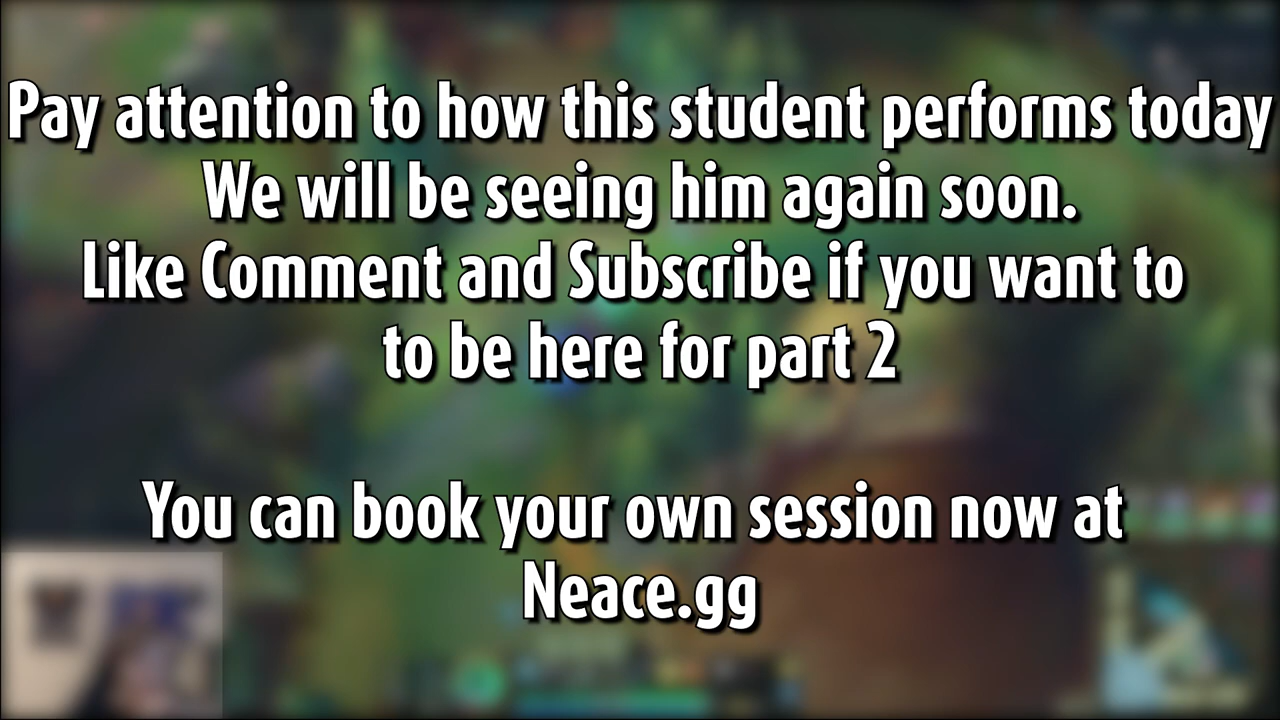 Pay attention to how this student performs today
We will be seeing him again soon.
Like Comment and Subscribe if you want to
to be here for part 2
You can book your own session now at
Neace.gg